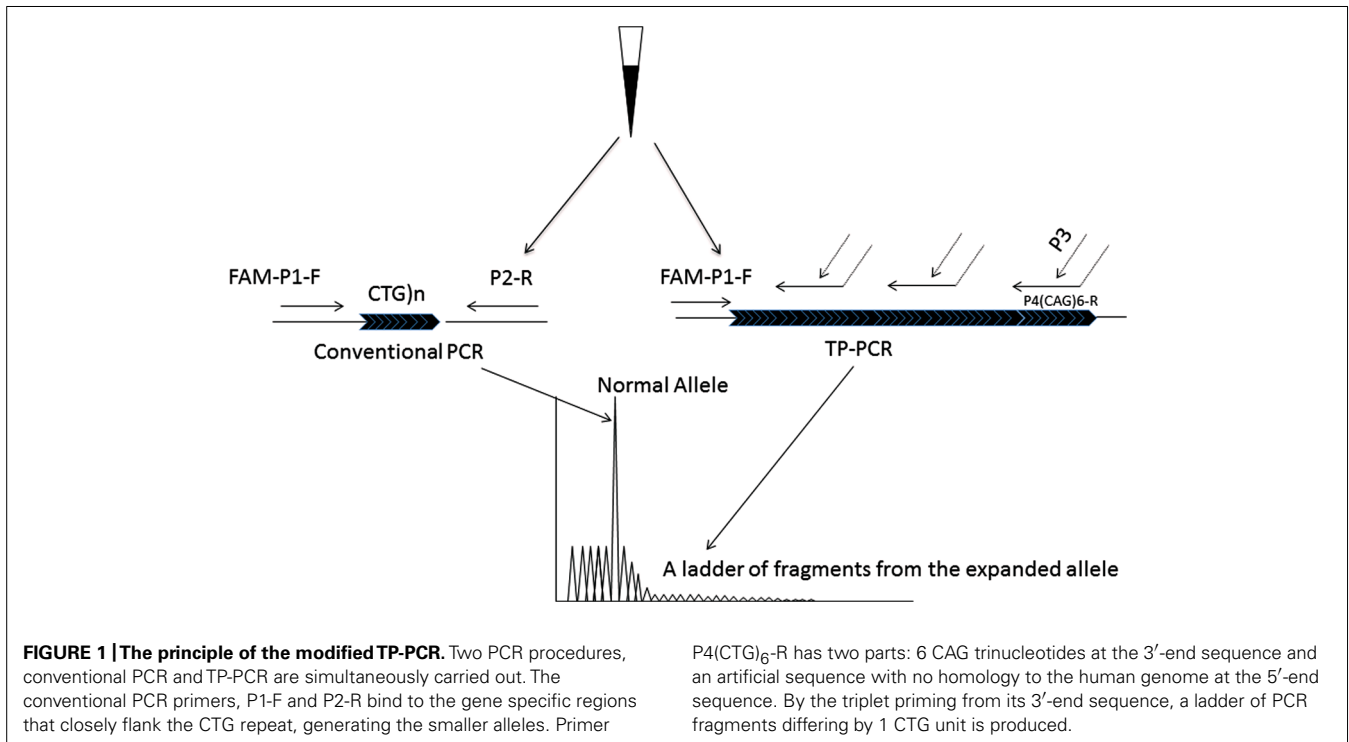 FAM-P1-F
CTG)n
P2-R
Conventional PCR
FAM-P1-F
P3
P4(CAG)6-R
TP-PCR
Normal Allele
A ladder of fragments from the expanded allele
FIGURE 1 | The principle of the modified TP-PCR. Two PCR procedures,
conventional PCR and TP-PCR are simultaneously carried out. The
conventional PCR primers, P1-F and P2-R bind to the gene specific regions
that closely flank the CTG repeat, generating the smaller alleles. Primer
P4(CTG)6-R has two parts: 6 CAG trinucleotides at the 3′-end sequence and
an artificial sequence with no homology to the human genome at the 5′-end
sequence. By the triplet priming from its 3′-end sequence, a ladder of PCR
fragments differing by 1 CTG unit is produced.